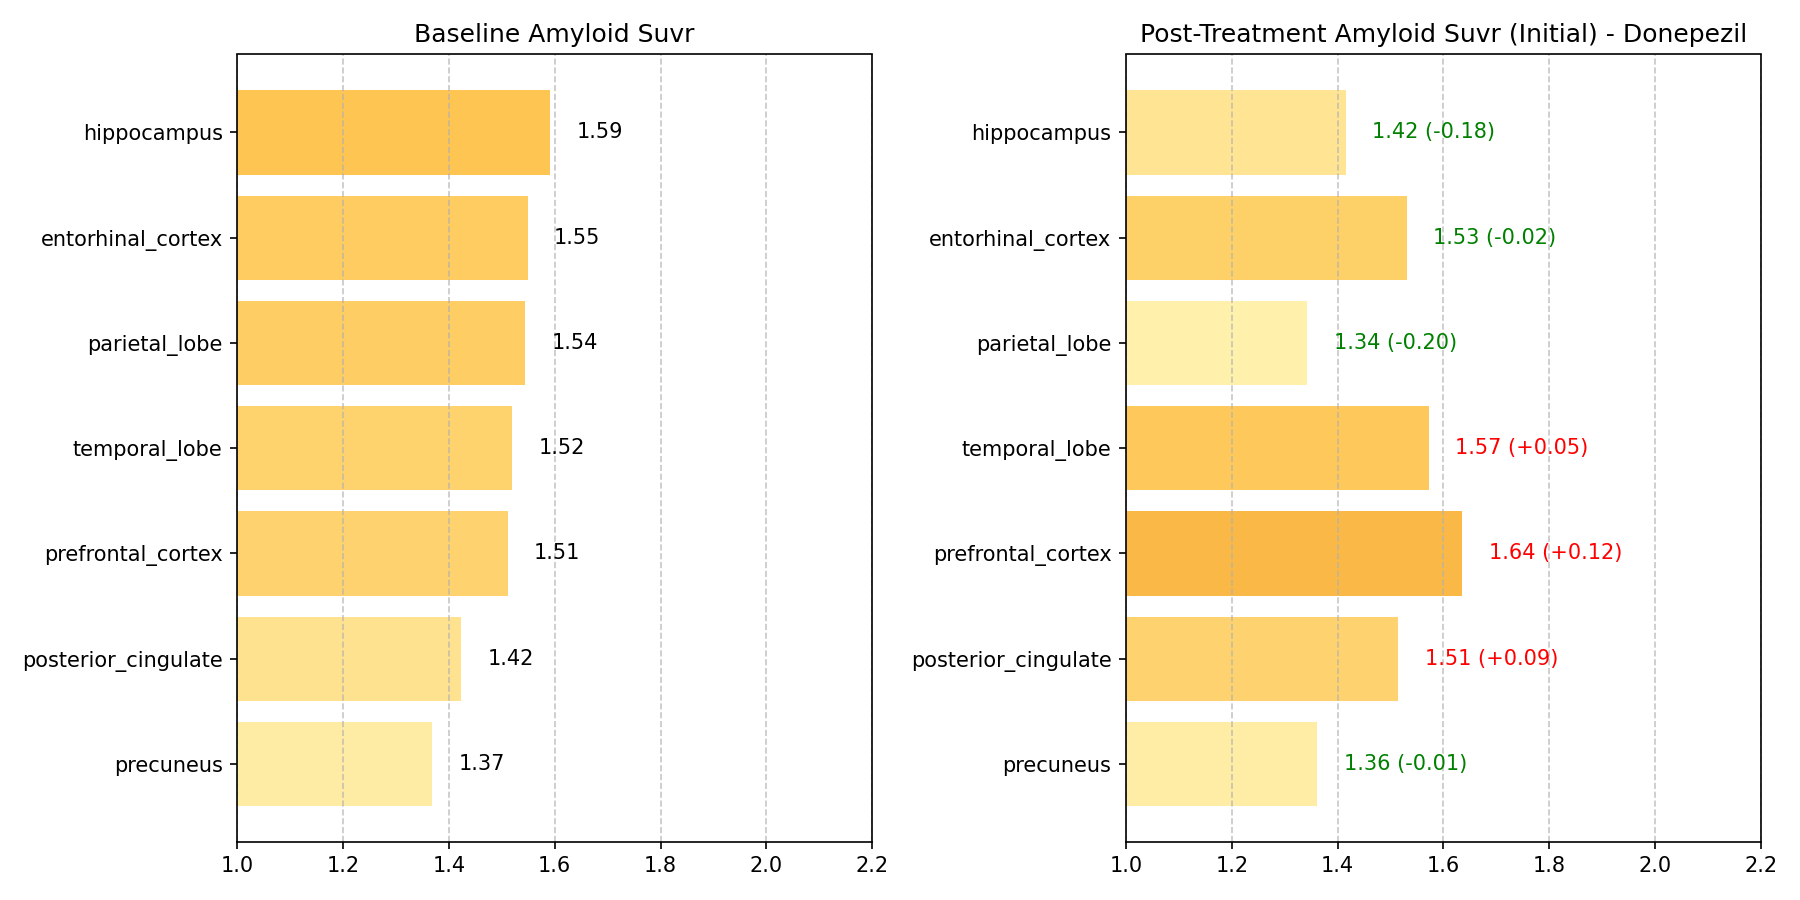 Baseline Amyloid Suvr
hippocampus
1.59
entorhinal_cortex
1.55
parietal_lobe
1.54
temporal_lobe
1.52
prefrontal_cortex
1.51
posterior_cingulate
1.42
precuneus
1.37
1.0 1.2 1.4 1.6 1.8 2.0 2.2
Post-Treatment Amyloid Suvr (Initial) - Donepezil
hippocampus
1.42 (-0.18)
entorhinal_cortex
1.53 (-0.02)
parietal_lobe
1.34 (-0.20)
temporal_lobe
1.57 (+0.05)
prefrontal_cortex
1.64 (+0.12)
posterior_cingulate
1.51 (+0.09)
precuneus
1.36 (-0.01)
1.0 1.2 1.4 1.6 1.8 2.0 2.2